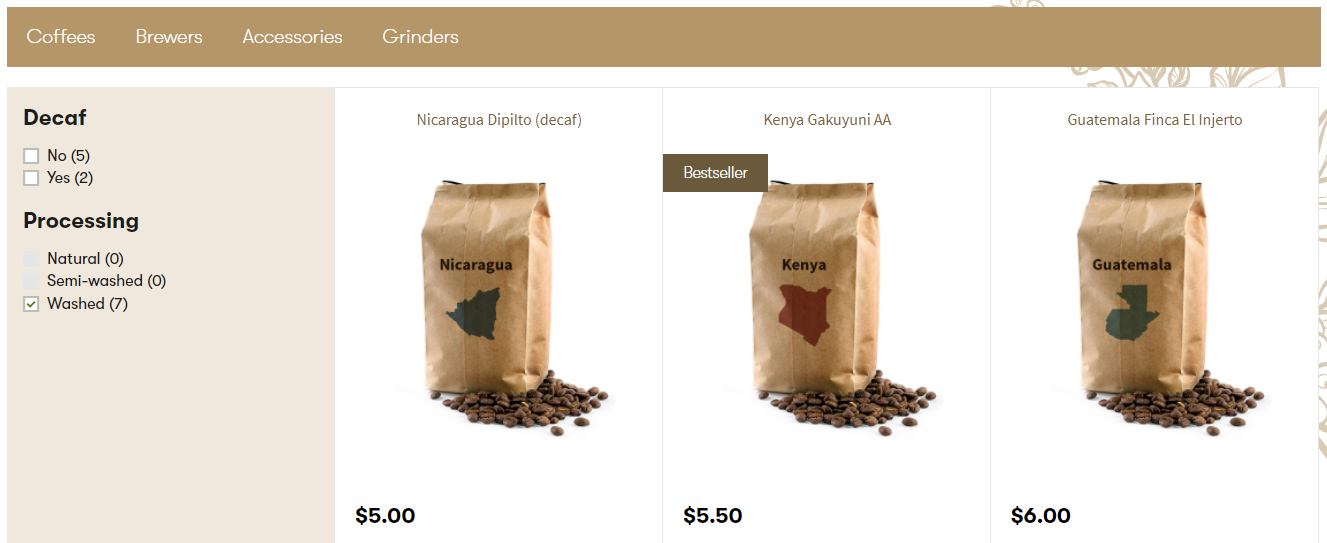 Coffees Brewers Accessories Grinders
Decaf
No (5)
Yes (2)
Processing
Natural (0)
Semi-washed (0)
Washed (7)
Nicaragua Dipilto (decaf)
Nicaragua
$5.00
Kenya Gakuyuni AA
Bestseller
Kenya
$5.50
Guatemala Finca El Injerto
Guatemala
$6.00